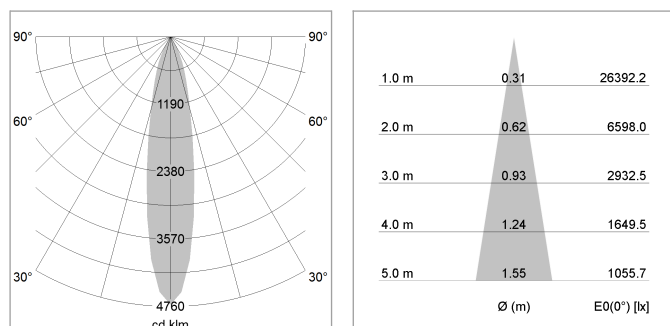 90° 90°
1190
60° 60°
2380
3570
30° 30°
4760
cd klm
1.0 m 0.31 26392.2
2.0 m 0.62 6598.0
3.0 m 0.93 2932.5
4.0 m 1.24 1649.5
5.0 m 1.55 1055.7
Ø (m) E0(0°) [lx]